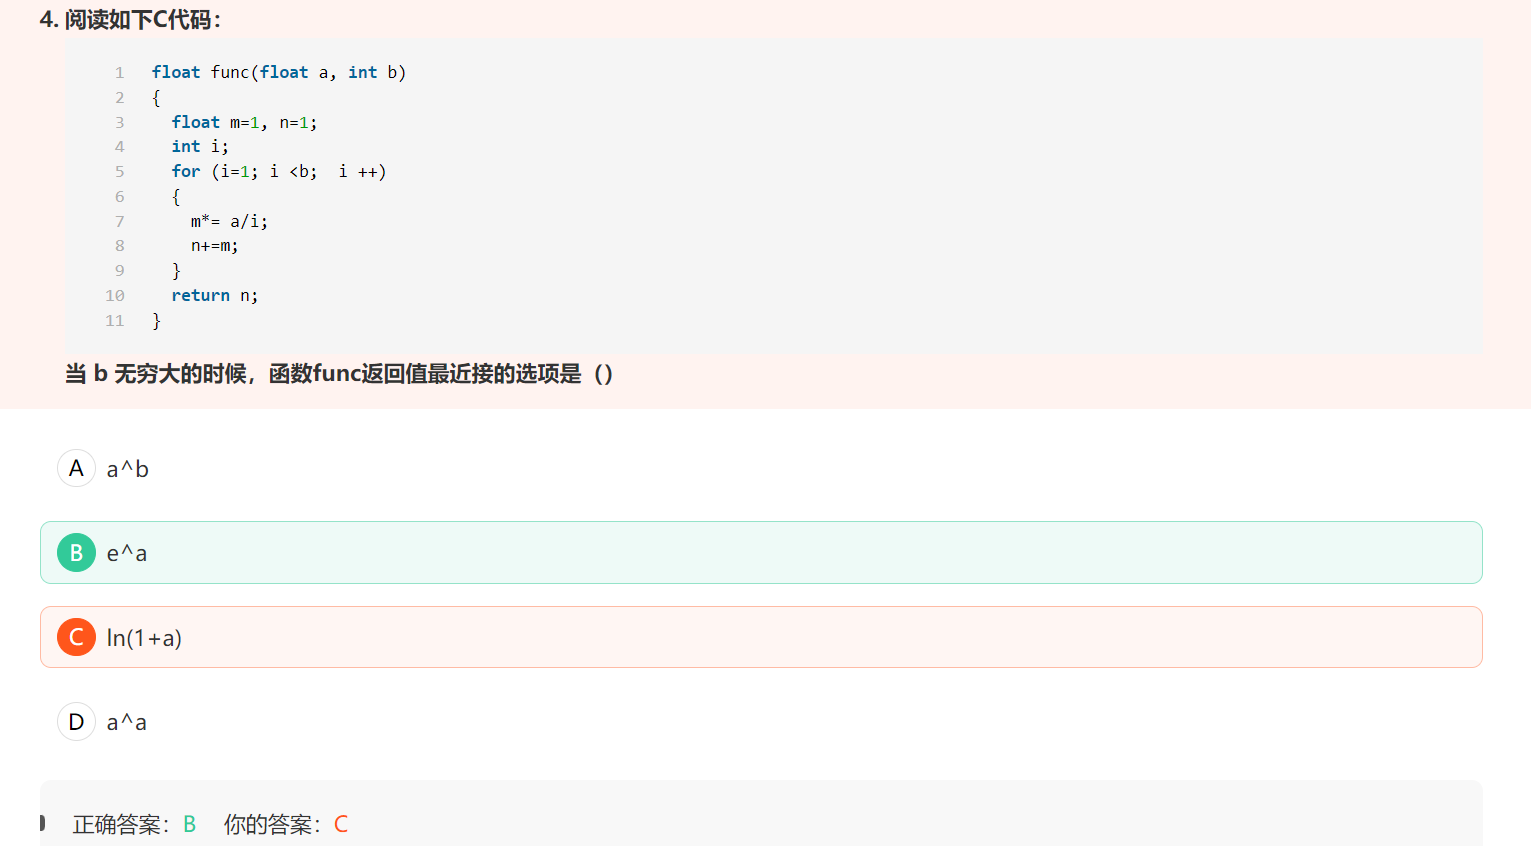 4. 阅读如下C代码：
1 float func(float a, int b)
2 {
3 float m=1, n=1;
4 int i;
5 for (i=1; i <b;  i ++)
6 {
7 m*= a/i;
8 n+=m;
9 }
10 return n;
11 }
当 b 无穷大的时候，函数func返回值最近接的选项是（）
A a^b
B e^a
C ln(1+a)
D a^a
正确答案：B 你的答案：C